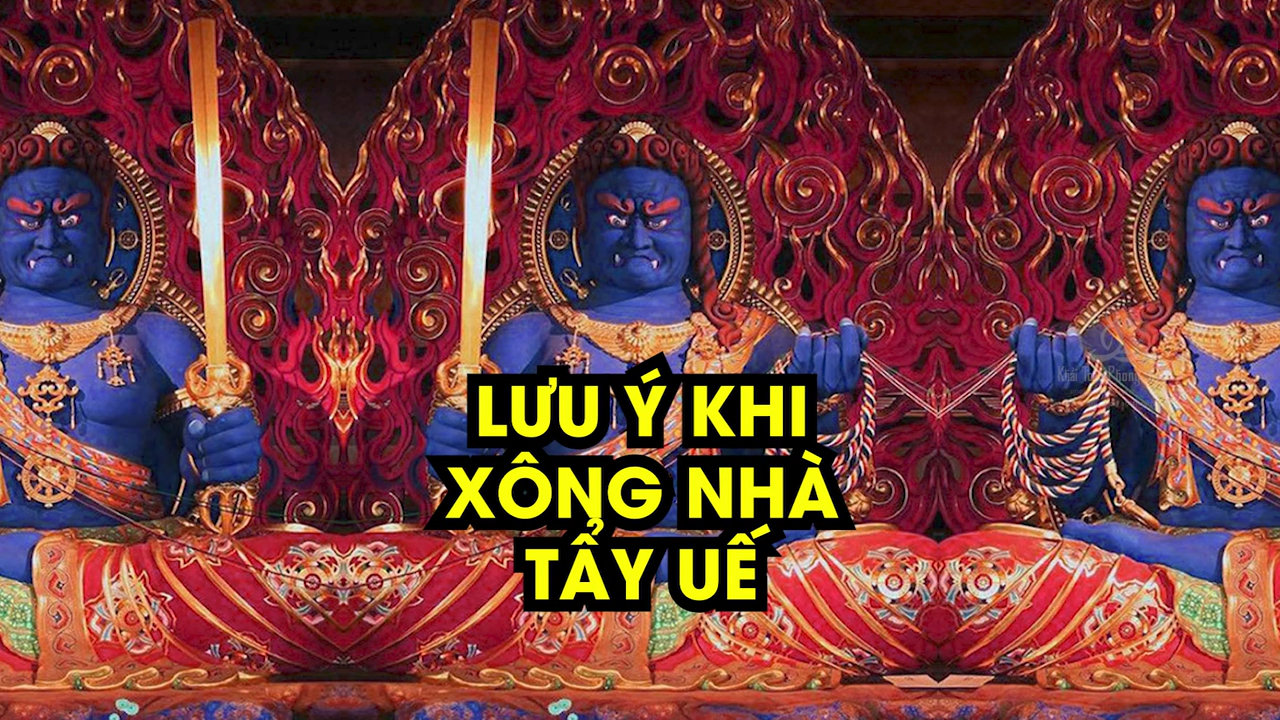 LƯU Ý KHI
XÔNG NHÀ
TẨY UẾ